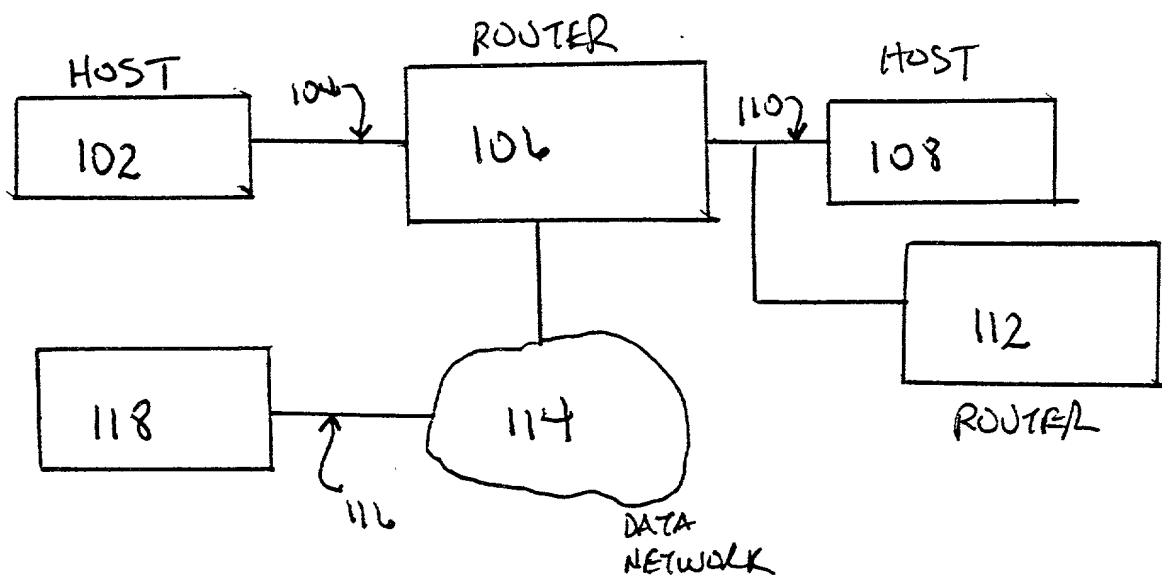 ROUTER
HOST
HOST
104
110
102
106
108
112
118
114
ROUTER
116
DATA
NETWORK